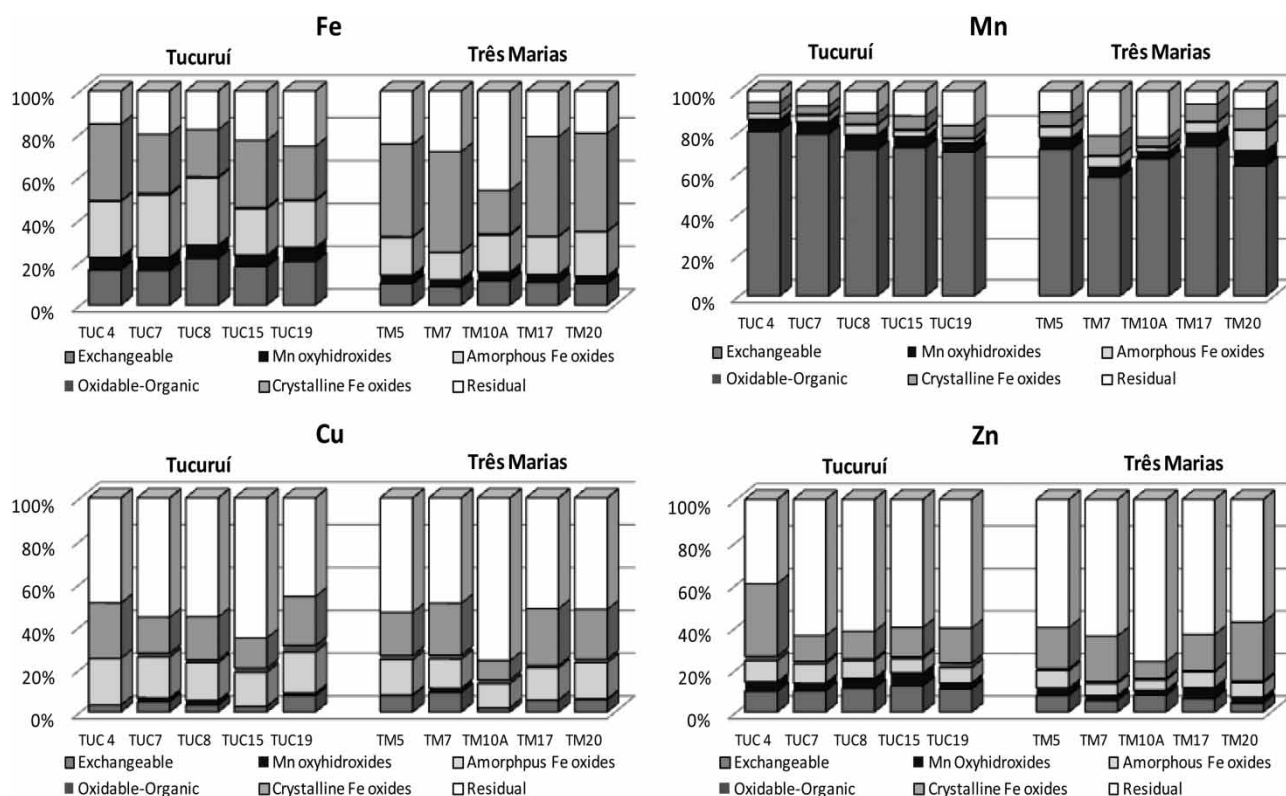 Fe
Tucuruí
Três Marias
100%
80%
60%
40%
20%
0%
TUC 4 TUC7 TUC8 TUC15 TUC19 TM5 TM7 TM10A TM17 TM20
Exchangeable Mn oxyhidroxides Amorphous Fe oxides
Oxidable-Organic Crystalline Fe oxides Residual
Mn
Tucuruí
Três Marias
100%
80%
60%
40%
20%
0%
TUC 4 TUC7 TUC8 TUC15 TUC19 TM5 TM7 TM10A TM17 TM20
Exchangeable Mn oxyhidroxides Amorphous Fe oxides
Oxidable-Organic Crystalline Fe oxides Residual
Cu
Tucuruí
Três Marias
100%
80%
60%
40%
20%
0%
TUC 4 TUC7 TUC8 TUC15 TUC19 TM5 TM7 TM10A TM17 TM20
Exchangeable Mn oxyhidroxides Amorphpus Fe oxides
Oxidable-Organic Crystalline Fe oxides Residual
Zn
Tucuruí
Três Marias
100%
80%
60%
40%
20%
0%
TUC 4 TUC7 TUC8 TUC15 TUC19 TM5 TM7 TM10A TM17 TM20
Exchangeable Mn Oxyhidroxides Amorphous Fe oxides
Oxidable-Organic Crystalline Fe oxides Residual